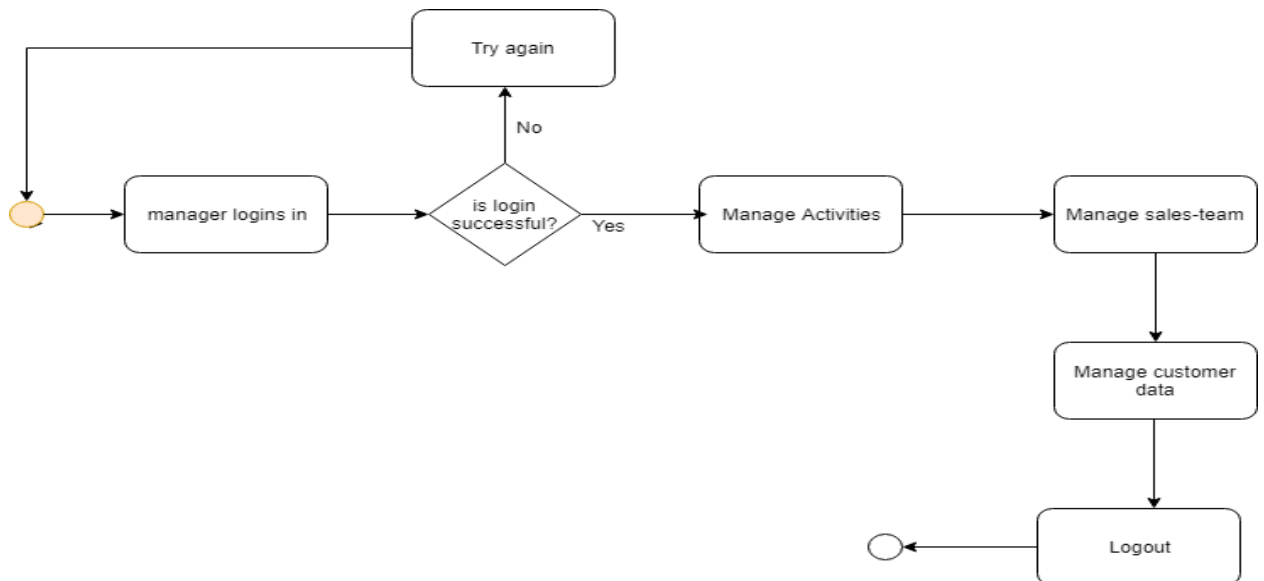 Try again
No
manager logins in
is login
successful?
Yes
Manage Activities
Manage sales-team
Manage customer
data
Logout